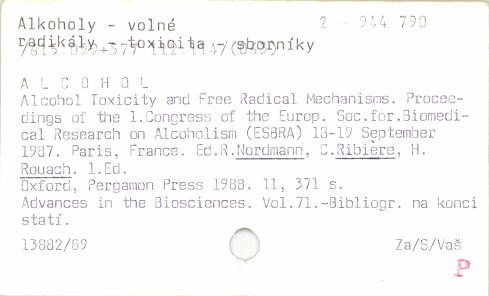 Alkoholy - volné 2 - 944 790
radikály - toxicita - sborníky
A L C O H O L
Alcohol Toxicity and Free Radical Mechanisms. Procee-
dings of the 1.Congress of the Europ. Soc.for.Biomedi-
cal Research on Alcoholism (ESBRA) 18-19 September
1987. Paris, France. Ed.R.Nordmann, C.Ribière, H.
Rouach. 1.Ed.
Oxford, Pergamon Press 1988. 11, 371 s.
Advances in the Biosciences. Vol.71.-Bibliogr. na konci
statí.
13882/89 Za/S/Vaš
P